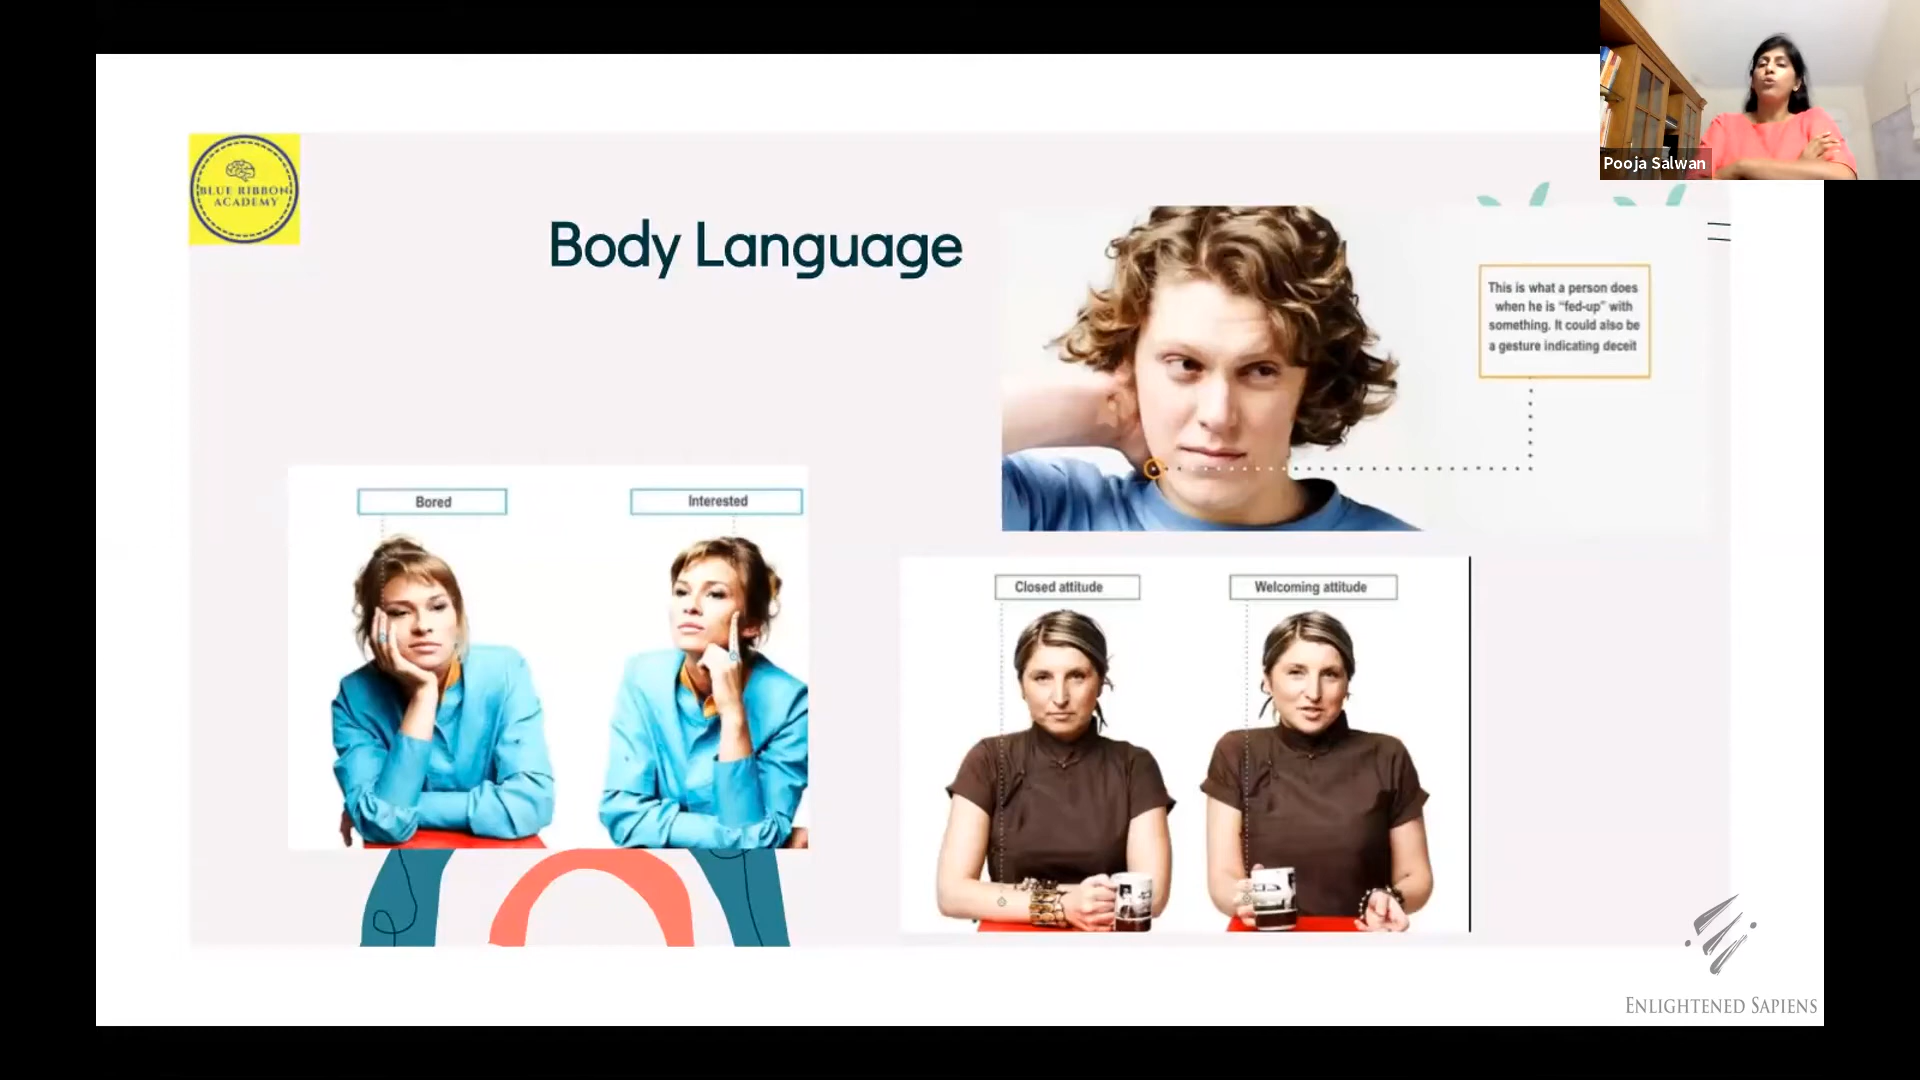 Pooja Salwan
BLUE RIBBON
ACADEMY
Body Language
This is what a person does
when he is “fed-up” with
something. It could also be
a gesture indicating deceit
Bored
Interested
Closed attitude
Welcoming attitude
ENLIGHTENED SAPIENS